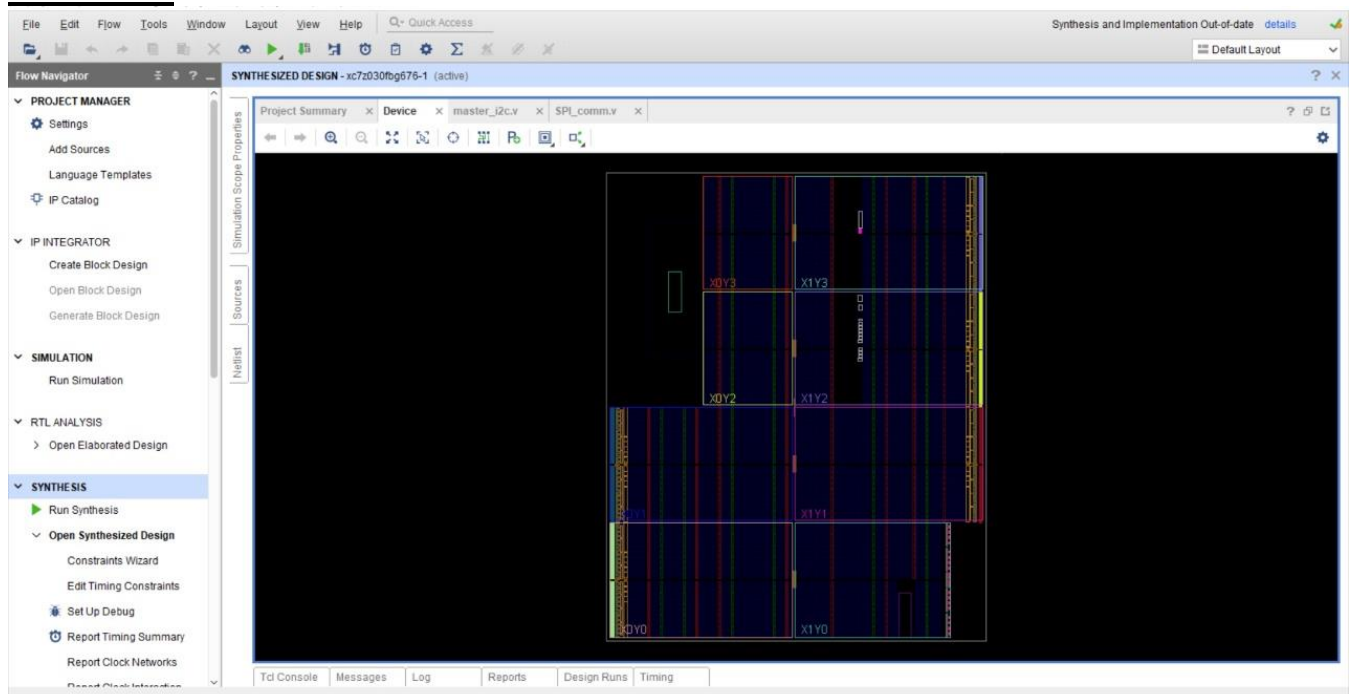 File Edit Flow Tools Window Layout View Help Quick Access Synthesis and Implementation Out-of-date details
Default Layout
Flow Navigator
SYNTHESIZED DESIGN - xc7z030fbg676-1 (active)
PROJECT MANAGER
Settings
Add Sources
Language Templates
IP Catalog
IP INTEGRATOR
Create Block Design
Open Block Design
Generate Block Design
SIMULATION
Run Simulation
RTL ANALYSIS
Open Elaborated Design
SYNTHESIS
Run Synthesis
Open Synthesized Design
Constraints Wizard
Edit Timing Constraints
Set Up Debug
Report Timing Summary
Report Clock Networks
Report Clock Interaction
Simulation Scope Properties
Sources
Netlist
Project Summary Device master_i2c.v SPI_comm.v
X0Y3 X1Y3
X0Y2 X1Y2
X0Y1 X1Y1
X0Y0 X1Y0
Tcl Console Messages Log Reports Design Runs Timing